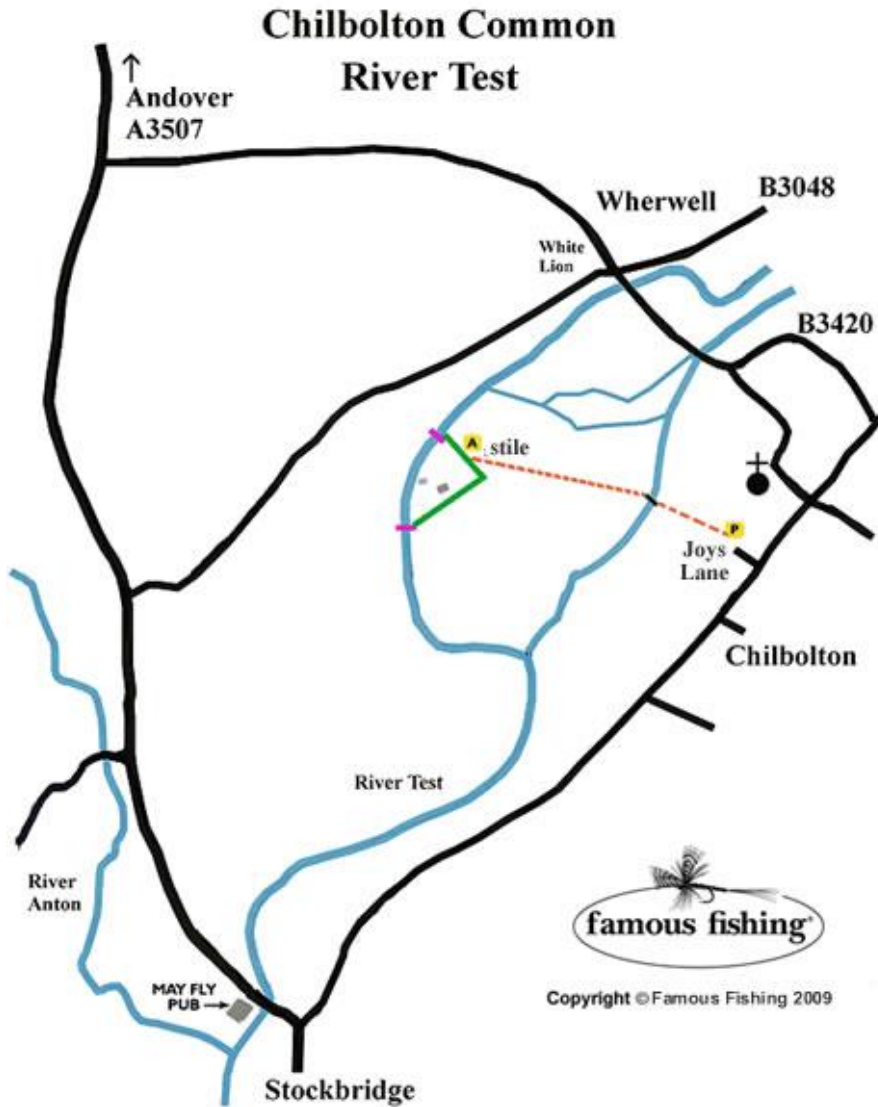 Chilbolton Common
River Test
Andover
A3507
Wherwell
B3048
White
Lion
B3420
A
stile
P
Joys
Lane
Chilbolton
River Test
River
Anton
famous fishing®
MAY FLY
PUB
Copyright © Famous Fishing 2009
Stockbridge